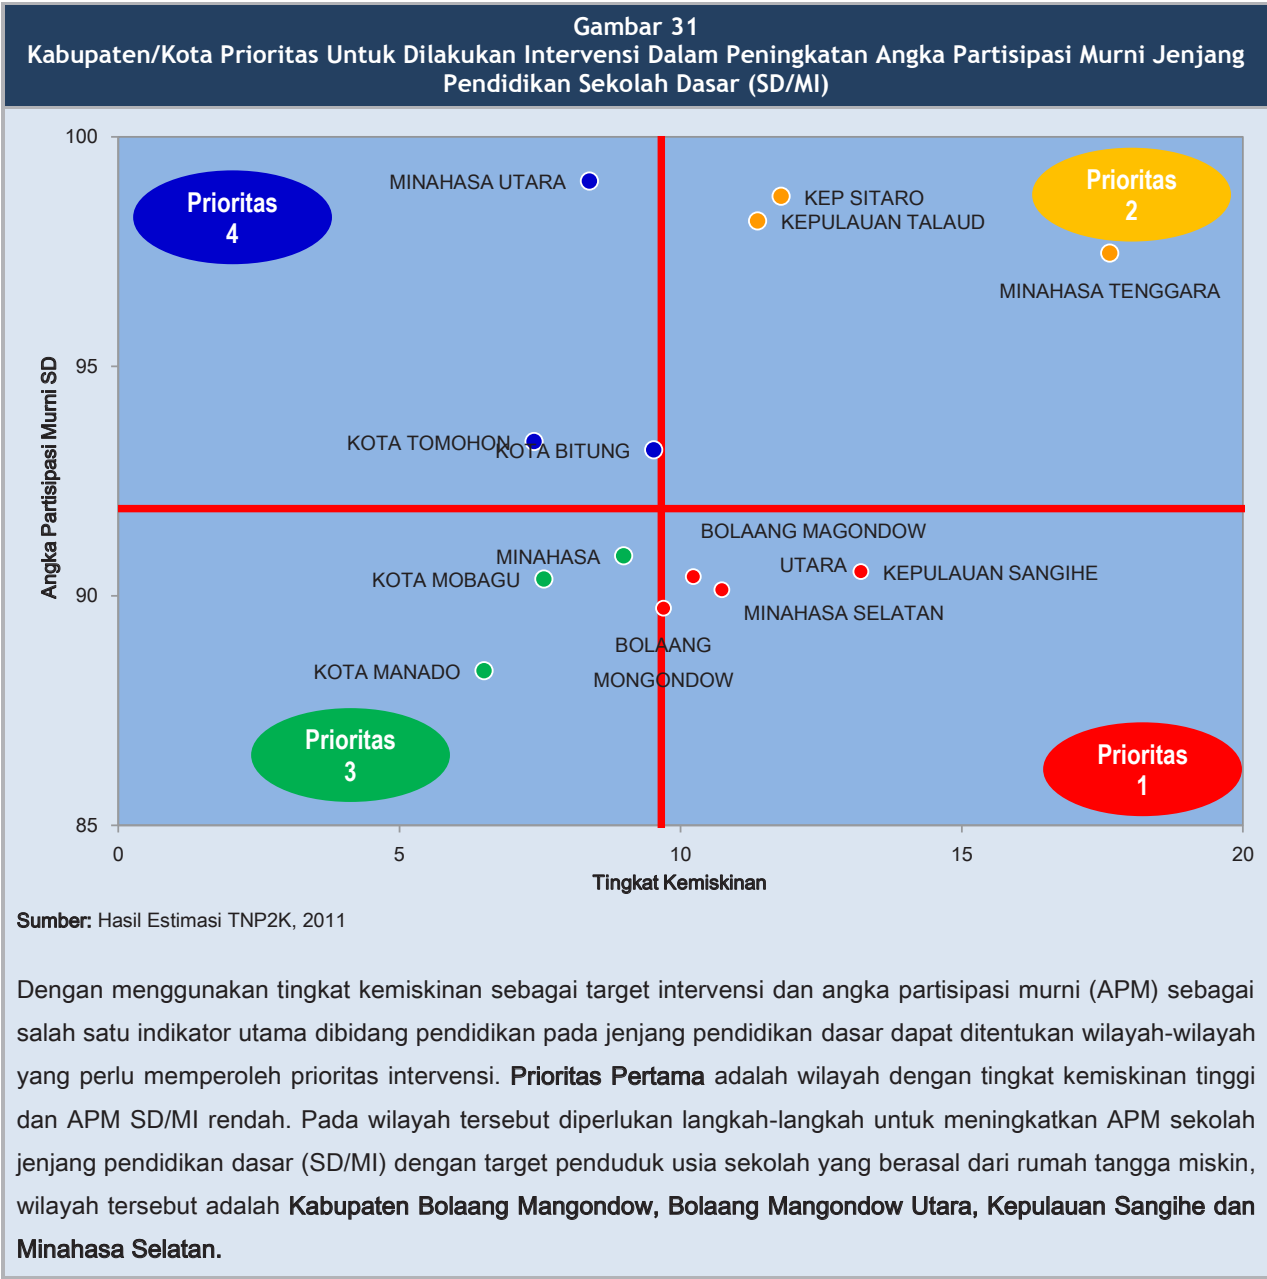 Gambar 31
Kabupaten/Kota Prioritas Untuk Dilakukan Intervensi Dalam Peningkatan Angka Partisipasi Murni Jenjang
Pendidikan Sekolah Dasar (SD/MI)
100
95
90
85
Angka Partisipasi Murni SD
Prioritas
4
MINAHASA UTARA
KEP SITARO
KEPULAUAN TALAUD
Prioritas
2
MINAHASA TENGGARA
KOTA TOMOHON
KOTA BITUNG
BOLAANG MAGONDOW
UTARA
MINAHASA
KEPULAUAN SANGIHE
KOTA MOBAGU
MINAHASA SELATAN
BOLAANG
MONGONDOW
KOTA MANADO
Prioritas
3
Prioritas
1
0
5
10
15
20
Tingkat Kemiskinan
Sumber: Hasil Estimasi TNP2K, 2011
Dengan menggunakan tingkat kemiskinan sebagai target intervensi dan angka partisipasi murni (APM) sebagai
salah satu indikator utama dibidang pendidikan pada jenjang pendidikan dasar dapat ditentukan wilayah-wilayah
yang perlu memperoleh prioritas intervensi. Prioritas Pertama adalah wilayah dengan tingkat kemiskinan tinggi
dan APM SD/MI rendah. Pada wilayah tersebut diperlukan langkah-langkah untuk meningkatkan APM sekolah
jenjang pendidikan dasar (SD/MI) dengan target penduduk usia sekolah yang berasal dari rumah tangga miskin,
wilayah tersebut adalah Kabupaten Bolaang Mangondow, Bolaang Mangondow Utara, Kepulauan Sangihe dan
Minahasa Selatan.